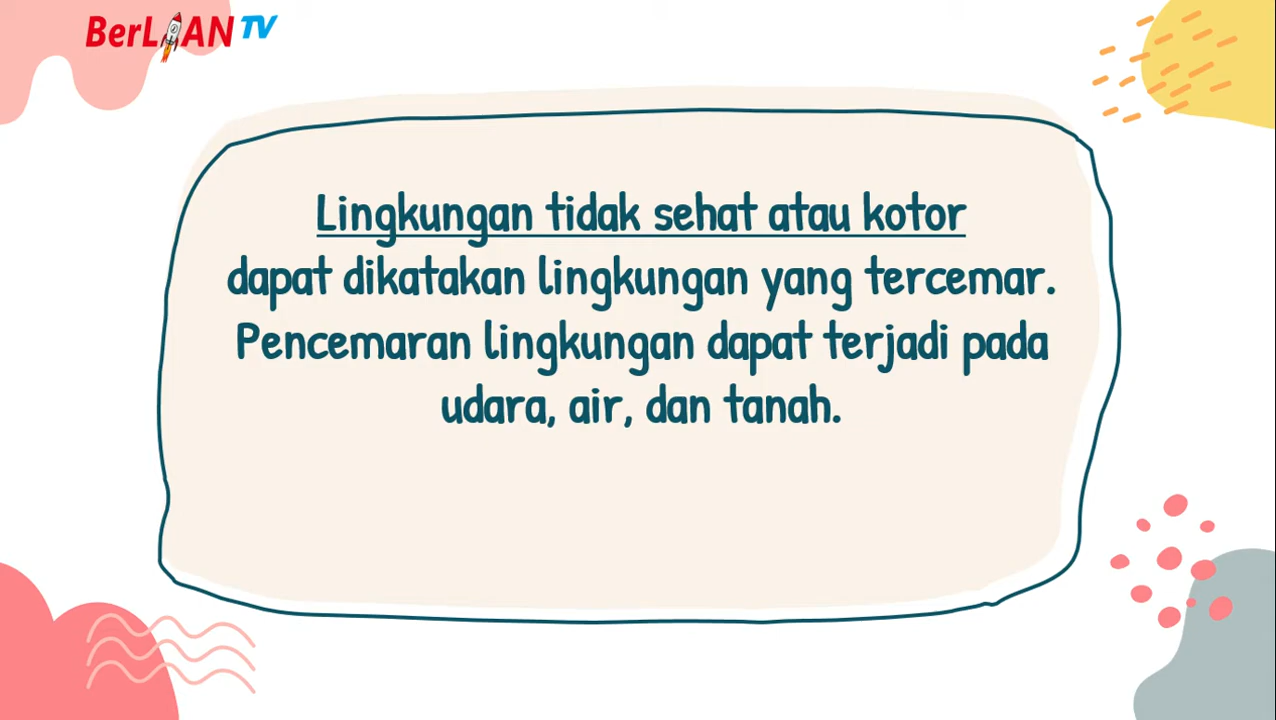 BerLIAN TV
Lingkungan tidak sehat atau kotor
dapat dikatakan lingkungan yang tercemar.
Pencemaran lingkungan dapat terjadi pada
udara, air, dan tanah.